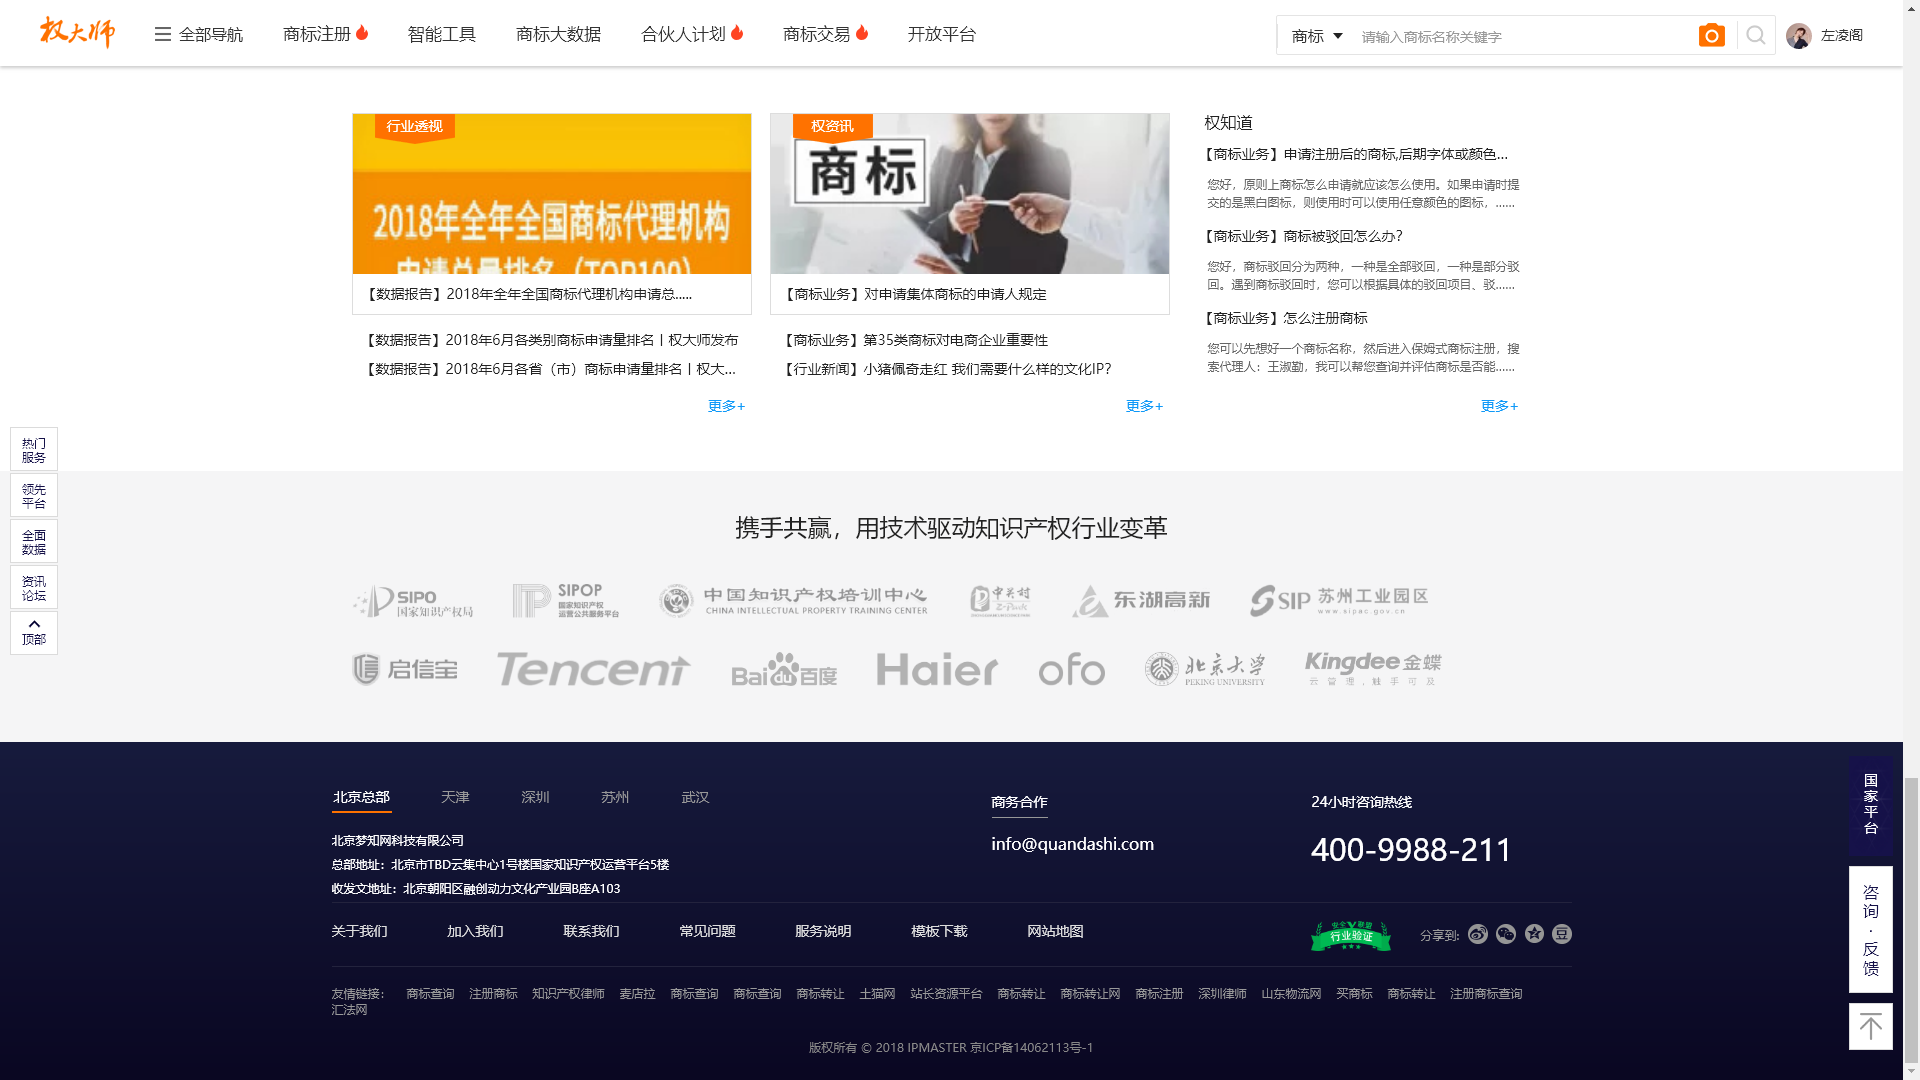 权大师
全部导航
商标注册
智能工具
商标大数据
合伙人计划
商标交易
开放平台
商标
请输入商标名称关键字
左凌阁
行业透视
2018年全年全国商标代理机构
申请总量排名（TOP100）
【数据报告】2018年全年全国商标代理机构申请总.....
【数据报告】2018年6月各类别商标申请量排名丨权大师发布
【数据报告】2018年6月各省（市）商标申请量排名丨权大...
更多+
权资讯
商标
【商标业务】对申请集体商标的申请人规定
【商标业务】第35类商标对电商企业重要性
【行业新闻】小猪佩奇走红 我们需要什么样的文化IP?
更多+
权知道
【商标业务】申请注册后的商标,后期字体或颜色...
您好，原则上商标怎么申请就应该怎么使用。如果申请时提
交的是黑白图标，则使用时可以使用任意颜色的图标，......
【商标业务】商标被驳回怎么办?
您好，商标驳回分为两种，一种是全部驳回，一种是部分驳
回。遇到商标驳回时，您可以根据具体的驳回项目、驳......
【商标业务】怎么注册商标
您可以先想好一个商标名称，然后进入保姆式商标注册，搜
索代理人：王淑勤，我可以帮您查询并评估商标是否能......
更多+
热门
服务
领先
平台
全面
数据
资讯
论坛
顶部
携手共赢，用技术驱动知识产权行业变革
SIPO
国家知识产权局
SIPOP
国家知识产权
运营公共服务平台
中国知识产权培训中心
CHINA INTELLECTUAL PROPERTY TRAINING CENTER
中关村
Z-Park
东湖高新
SIP 苏州工业园区
www.sipac.gov.cn
启信宝
Tencent
Baidu百度
Haier
ofo
北京大学
PEKING UNIVERSITY
Kingdee金蝶
云管理，触手可及
北京总部
天津
深圳
苏州
武汉
北京梦知网科技有限公司
总部地址：北京市TBD云集中心1号楼国家知识产权运营平台5楼
收发文地址：北京朝阳区融创动力文化产业园B座A103
商务合作
info@quandashi.com
24小时咨询热线
400-9988-211
关于我们
加入我们
联系我们
常见问题
服务说明
模板下载
网站地图
安全联盟
行业验证
分享到:
豆
友情链接：
商标查询 注册商标 知识产权律师 麦店拉 商标查询 商标查询 商标转让 土猫网 站长资源平台 商标转让 商标转让网 商标注册 深圳律师 山东物流网 买商标 商标转让 注册商标查询
汇法网
版权所有 © 2018 IPMASTER 京ICP备14062113号-1
国家平台
咨询·反馈